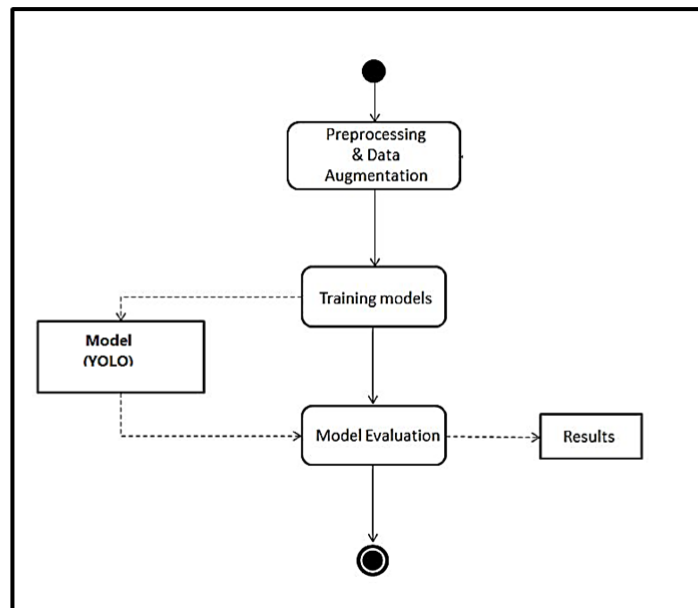 Preprocessing
& Data
Augmentation
Training models
Model
(YOLO)
Model Evaluation
Results